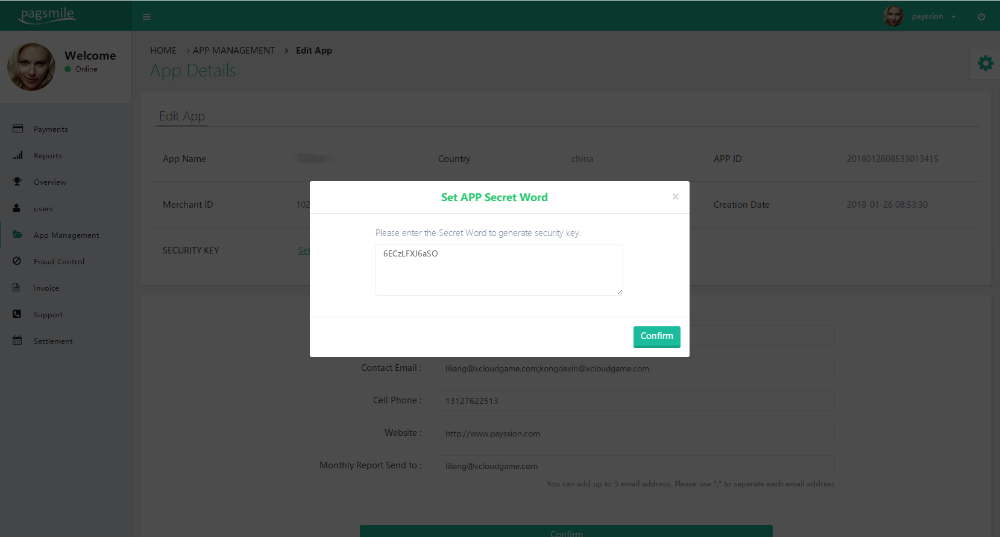 pagsmile
payssion
Welcome
Online
HOME > APP MANAGEMENT > Edit App
App Details
Payments
Reports
Overview
users
App Management
Fraud Control
Invoice
Support
Settlement
Edit App
App Name
Country china
APP ID 2018012608533013415
Merchant ID 102
Creation Date 2018-01-26 08:53:30
SECURITY KEY
Set APP Secret Word ×
Please enter the Secret Word to generate security key.
6ECzLFXJ6aSO
Confirm
Contact Email : liliang@xcloudgame.com;kongdexin@xcloudgame.com
Cell Phone : 13127622513
Website : http://www.payssion.com
Monthly Report Send to : liliang@xcloudgame.com
You can add up to 5 email address. Please use ";" to seperate each email address
Confirm